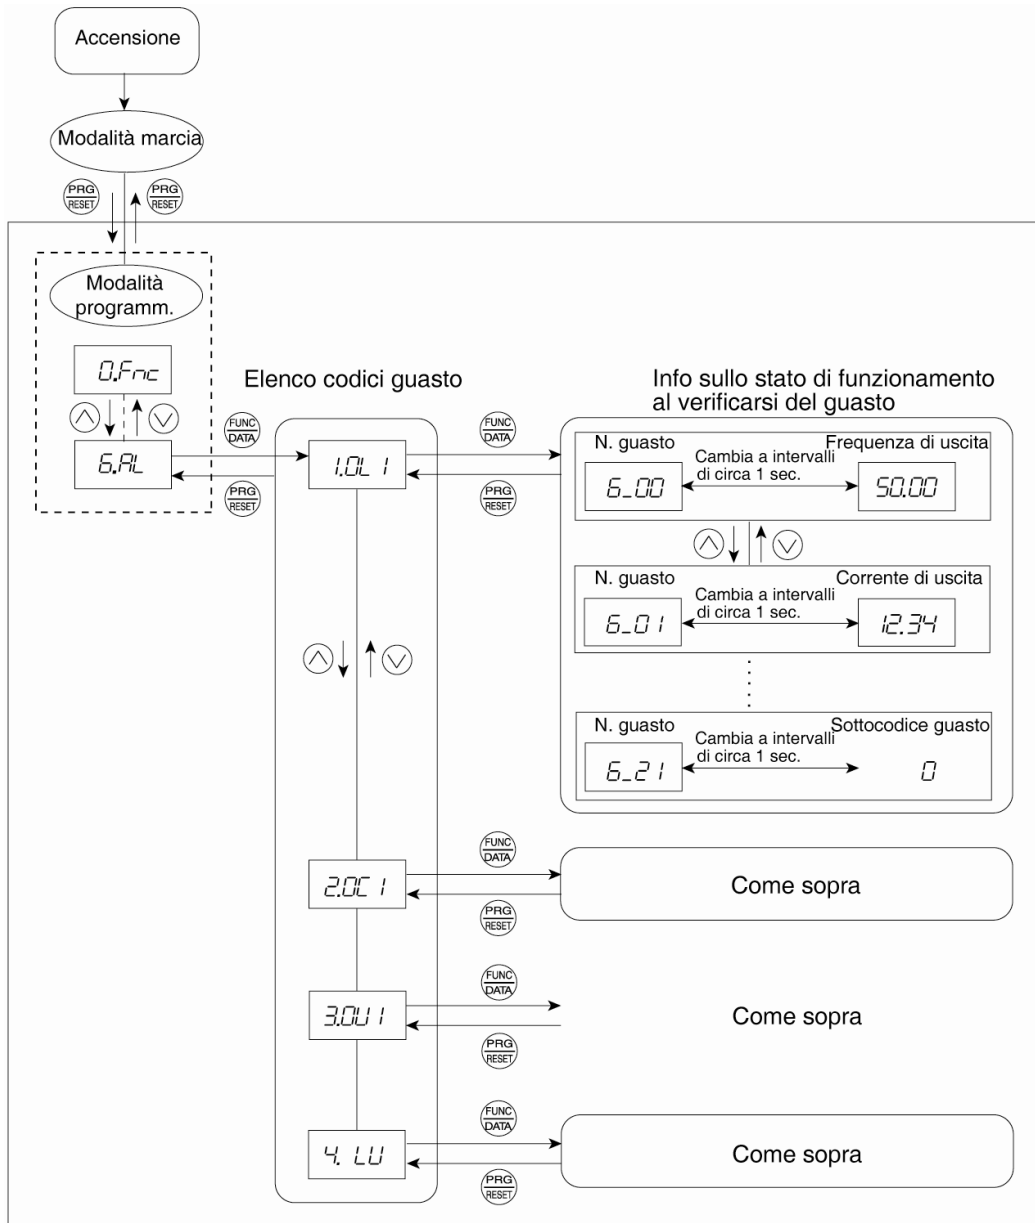 Accensione
Modalità marcia
PRG
RESET
PRG
RESET
Modalità
programm.
0.Fnc
6.AL
FUNC
DATA
PRG
RESET
Elenco codici guasto
1.OL 1
FUNC
DATA
PRG
RESET
Info sullo stato di funzionamento
al verificarsi del guasto
N. guasto
Cambia a intervalli
di circa 1 sec.
Frequenza di uscita
6_00
50.00
N. guasto
Cambia a intervalli
di circa 1 sec.
Corrente di uscita
6_01
12.34
N. guasto
Cambia a intervalli
di circa 1 sec.
Sottocodice guasto
6_21
0
2.OC 1
FUNC
DATA
PRG
RESET
Come sopra
3.OU 1
FUNC
DATA
PRG
RESET
Come sopra
4. LU
FUNC
DATA
PRG
RESET
Come sopra